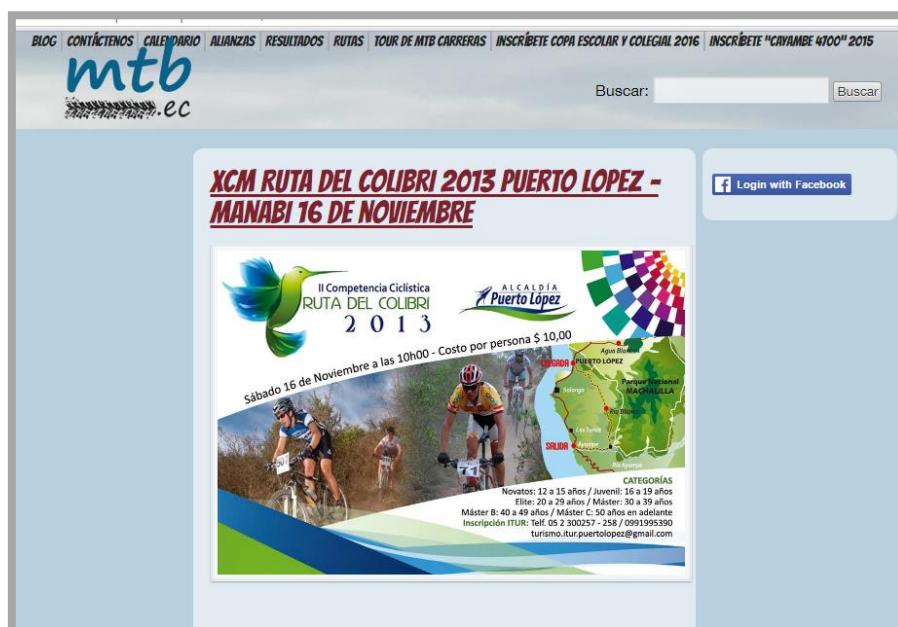 BLOG CONTÁCTENOS CALENDARIO ALIANZAS RESULTADOS RUTAS TOUR DE MTB CARRERAS INSCRÍBETE COPA ESCOLAR Y COLEGIAL 2016 INSCRÍBETE "CAYAMBE 4700" 2015
mtb
.ec
Buscar:
Buscar
XCM RUTA DEL COLIBRI 2013 PUERTO LOPEZ –
MANABI 16 DE NOVIEMBRE
Login with Facebook
II Competencia Ciclística
RUTA DEL COLIBRI
2013
ALCALDÍA
Puerto López
Sábado 16 de Noviembre a las 10h00 - Costo por persona $ 10,00
Agua Blanca
LLEGADA PUERTO LÓPEZ
Salango
Parque Nacional
MACHALILLA
Río Blanco
Las Tunas
SALIDA Ayampe
Río Ayampe
CATEGORÍAS
Novatos: 12 a 15 años / Juvenil: 16 a 19 años
Elite: 20 a 29 años / Máster: 30 a 39 años
Máster B: 40 a 49 años / Máster C: 50 años en adelante
Inscripción ITUR: Telf. 05 2 300257 - 258 / 0991995390
turismo.itur.puertolopez@gmail.com